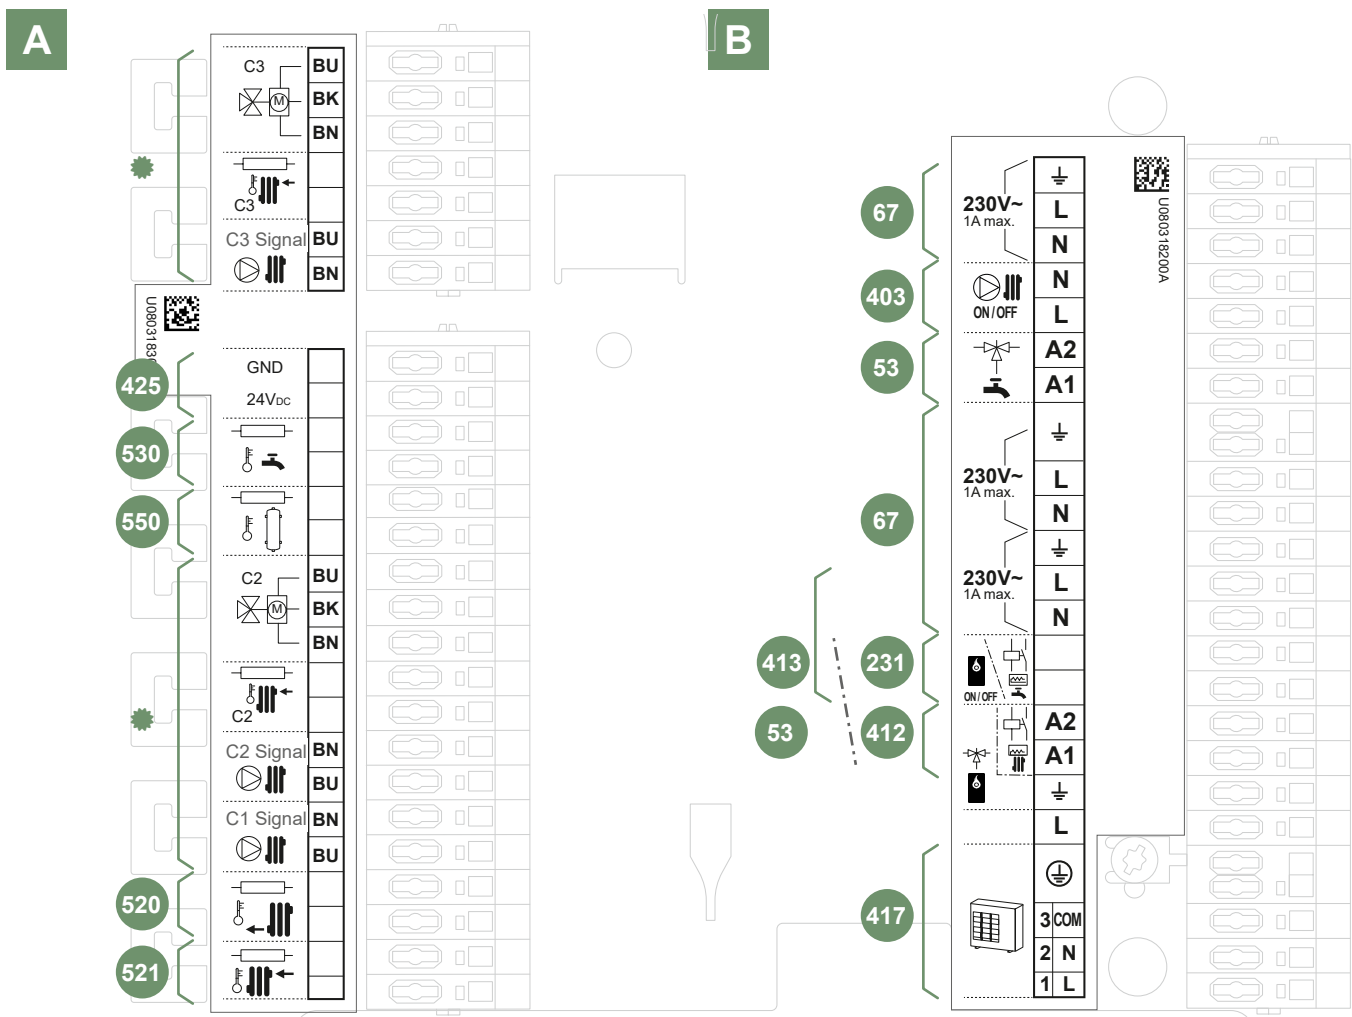 A
C3
BU
M
BK
BN
C3
C3 Signal
BU
BN
425
GND
24VDC
530
550
C2
BU
M
BK
BN
C2
C2 Signal
BN
BU
C1 Signal
BN
BU
520
521
B
U080318200A
67
230V~
1A max.
L
N
403
ON / OFF
N
L
53
A2
A1
67
230V~
1A max.
L
N
230V~
1A max.
L
N
413
231
ON / OFF
53
412
A2
A1
L
417
3 COM
2 N
1 L